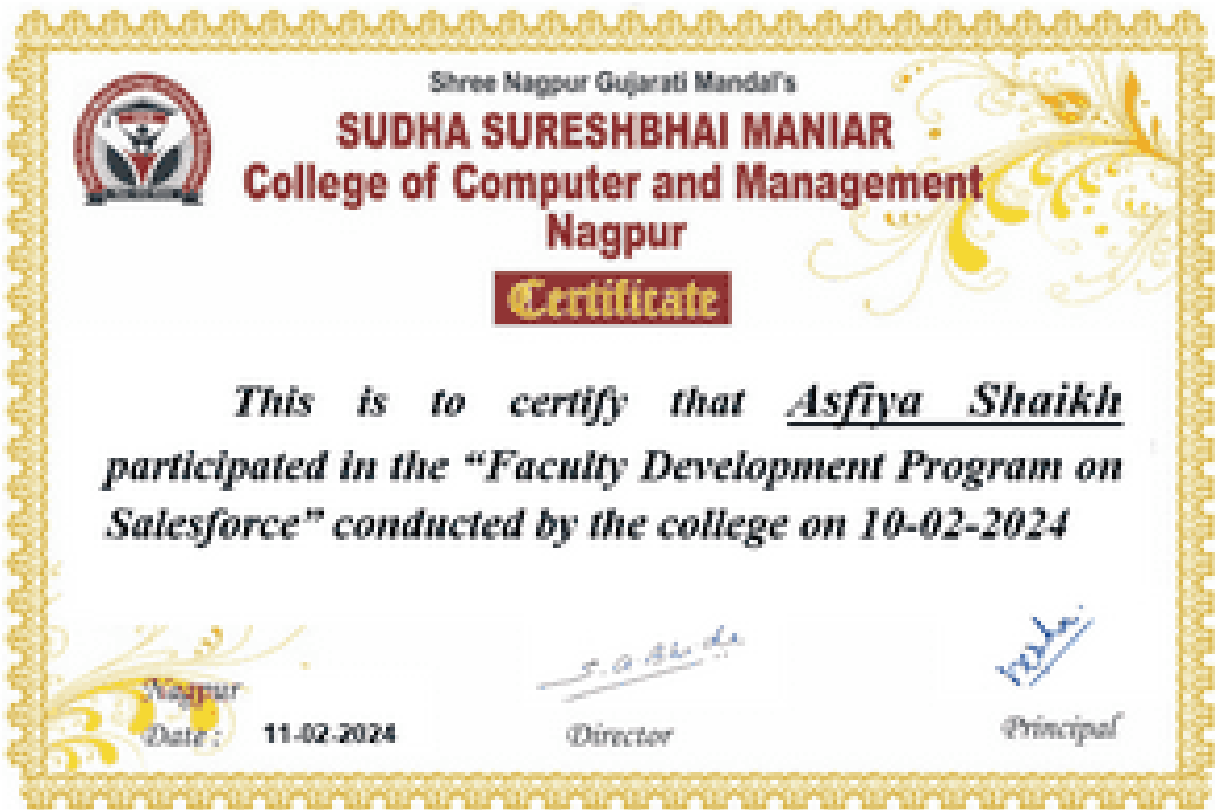 Shree Nagpur Gujarati Mandal's
SUDHA SURESHBHAI MANIAR
College of Computer and Management
Nagpur
Certificate
This is to certify that Asfiya Shaikh
participated in the “Faculty Development Program on
Salesforce” conducted by the college on 10-02-2024
Nagpur
Date : 11-02-2024
Director
Principal